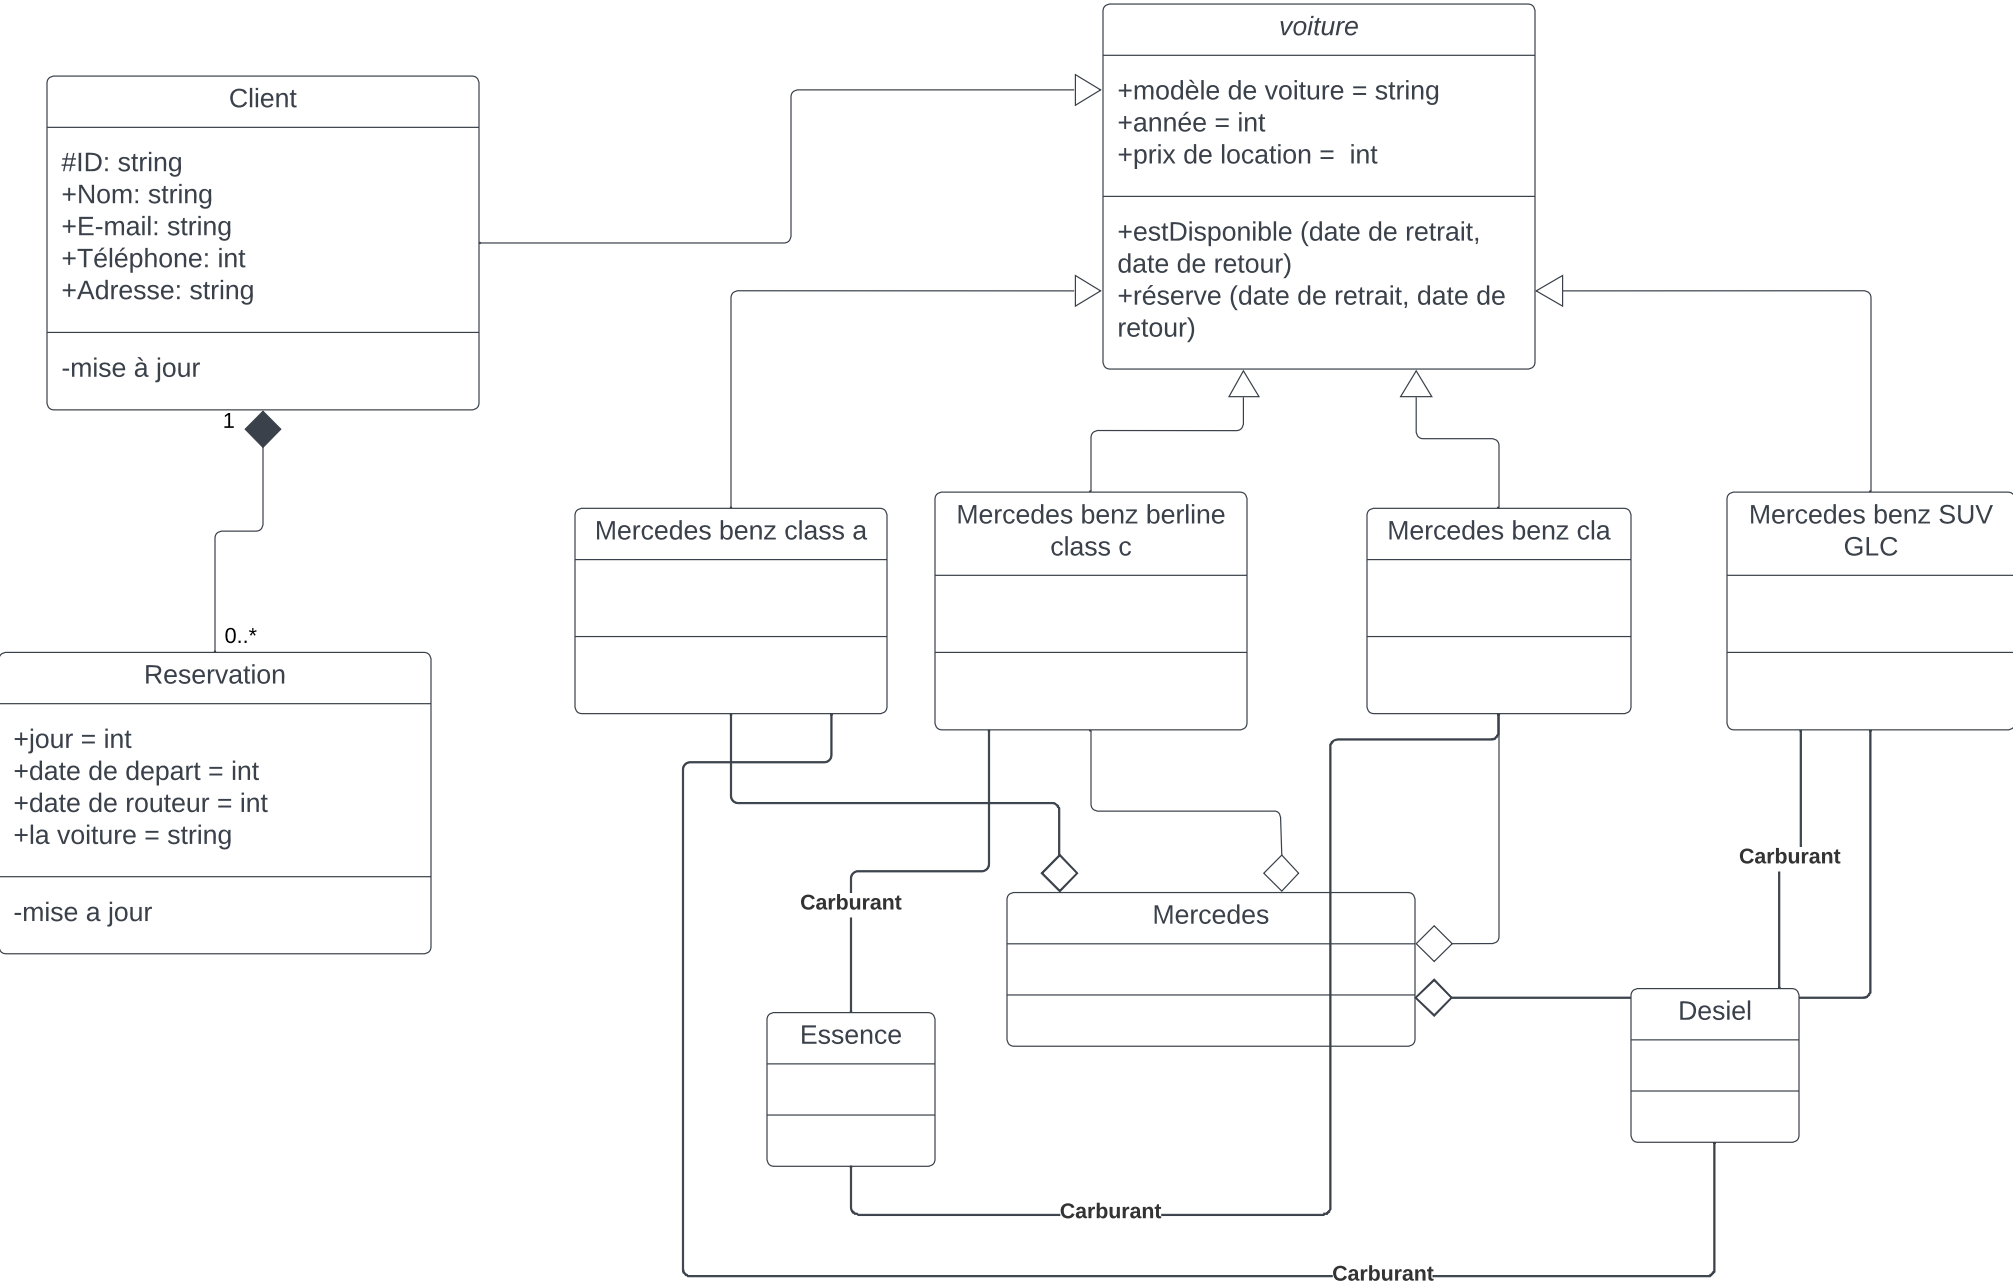 voiture
+modèle de voiture = string
+année = int
+prix de location =  int
+estDisponible (date de retrait,
date de retour)
+réserve (date de retrait, date de
retour)
Client
#ID: string
+Nom: string
+E-mail: string
+Téléphone: int
+Adresse: string
-mise à jour
1
0..*
Reservation
+jour = int
+date de depart = int
+date de routeur = int
+la voiture = string
-mise a jour
Mercedes benz class a
Mercedes benz berline
class c
Mercedes benz cla
Mercedes benz SUV
GLC
Carburant
Carburant
Mercedes
Essence
Desiel
Carburant
Carburant